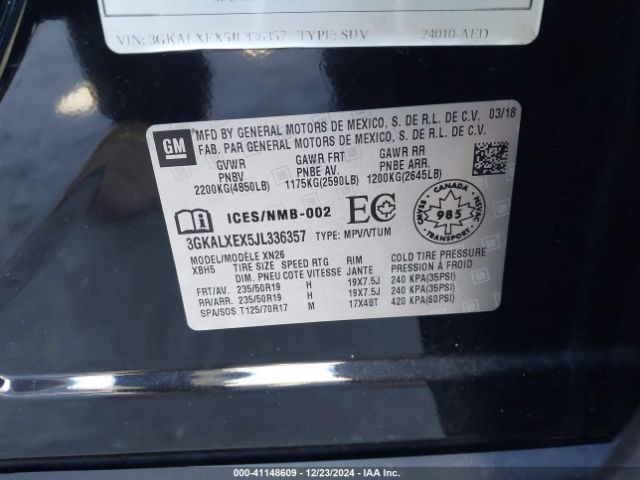 VIN: 3GKALXEX5JL336357 TYPE: SUV 24010-AED
GM
MFD BY GENERAL MOTORS DE MEXICO, S. DE R.L. DE C.V. 03/18
FAB. PAR GENERAL MOTORS DE MEXICO, S. DE R.L. DE C.V.
GVWR GAWR FRT GAWR RR
PNBV PNBE AV. PNBE ARR.
2200KG(4850LB) 1175KG(2590LB) 1200KG(2645LB)
ICES/NMB-002 EC CANADA 985 CMVSS NSVAC
3GKALXEX5JL336357 TYPE: MPV/VTUM
MODEL/MODÈLE XN26
XBH5 TIRE SIZE SPEED RTG RIM COLD TIRE PRESSURE
DIM. PNEU COTE VITESSE JANTE PRESSION À FROID
FRT/AV. 235/50R19 H 19X7.5J 240 KPA(35PSI)
RR/ARR. 235/50R19 H 19X7.5J 240 KPA(35PSI)
SPA/SDS T125/70R17 M 17X4BT 420 KPA(60PSI)
000-41148609 - 12/23/2024 - IAA Inc.